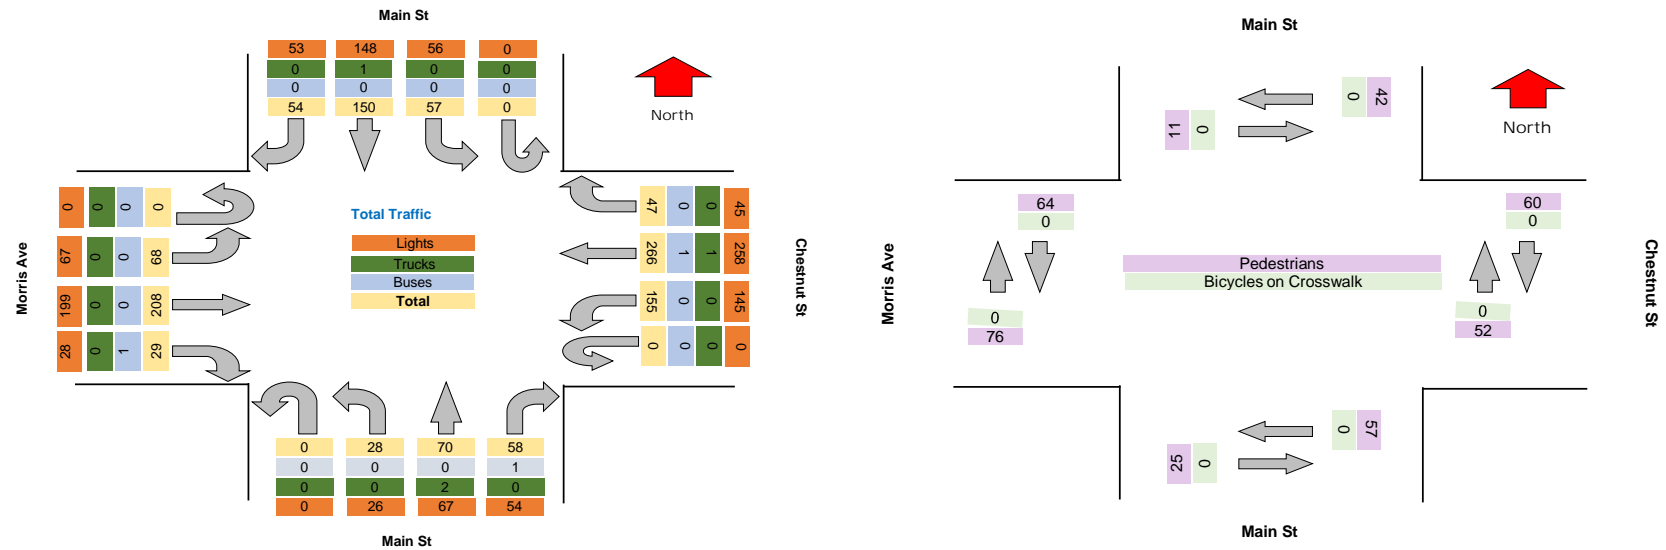 Main St
53 148 56 0
0 1 0 0
0 0 0 0
54 150 57 0
North
0 0 0 0
67 0 0 68
199 0 0 208
28 0 1 29
Morris Ave
Total Traffic
Lights
Trucks
Buses
Total
47 0 0 45
266 1 1 258
155 0 0 145
0 0 0 0
Chestnut St
0 28 70 58
0 0 0 1
0 0 2 0
0 26 67 54
Main St
Main St
0 42
11 0
North
64
0
60
0
Morris Ave
Pedestrians
Bicycles on Crosswalk
Chestnut St
0
76
0
52
0 57
25 0
Main St